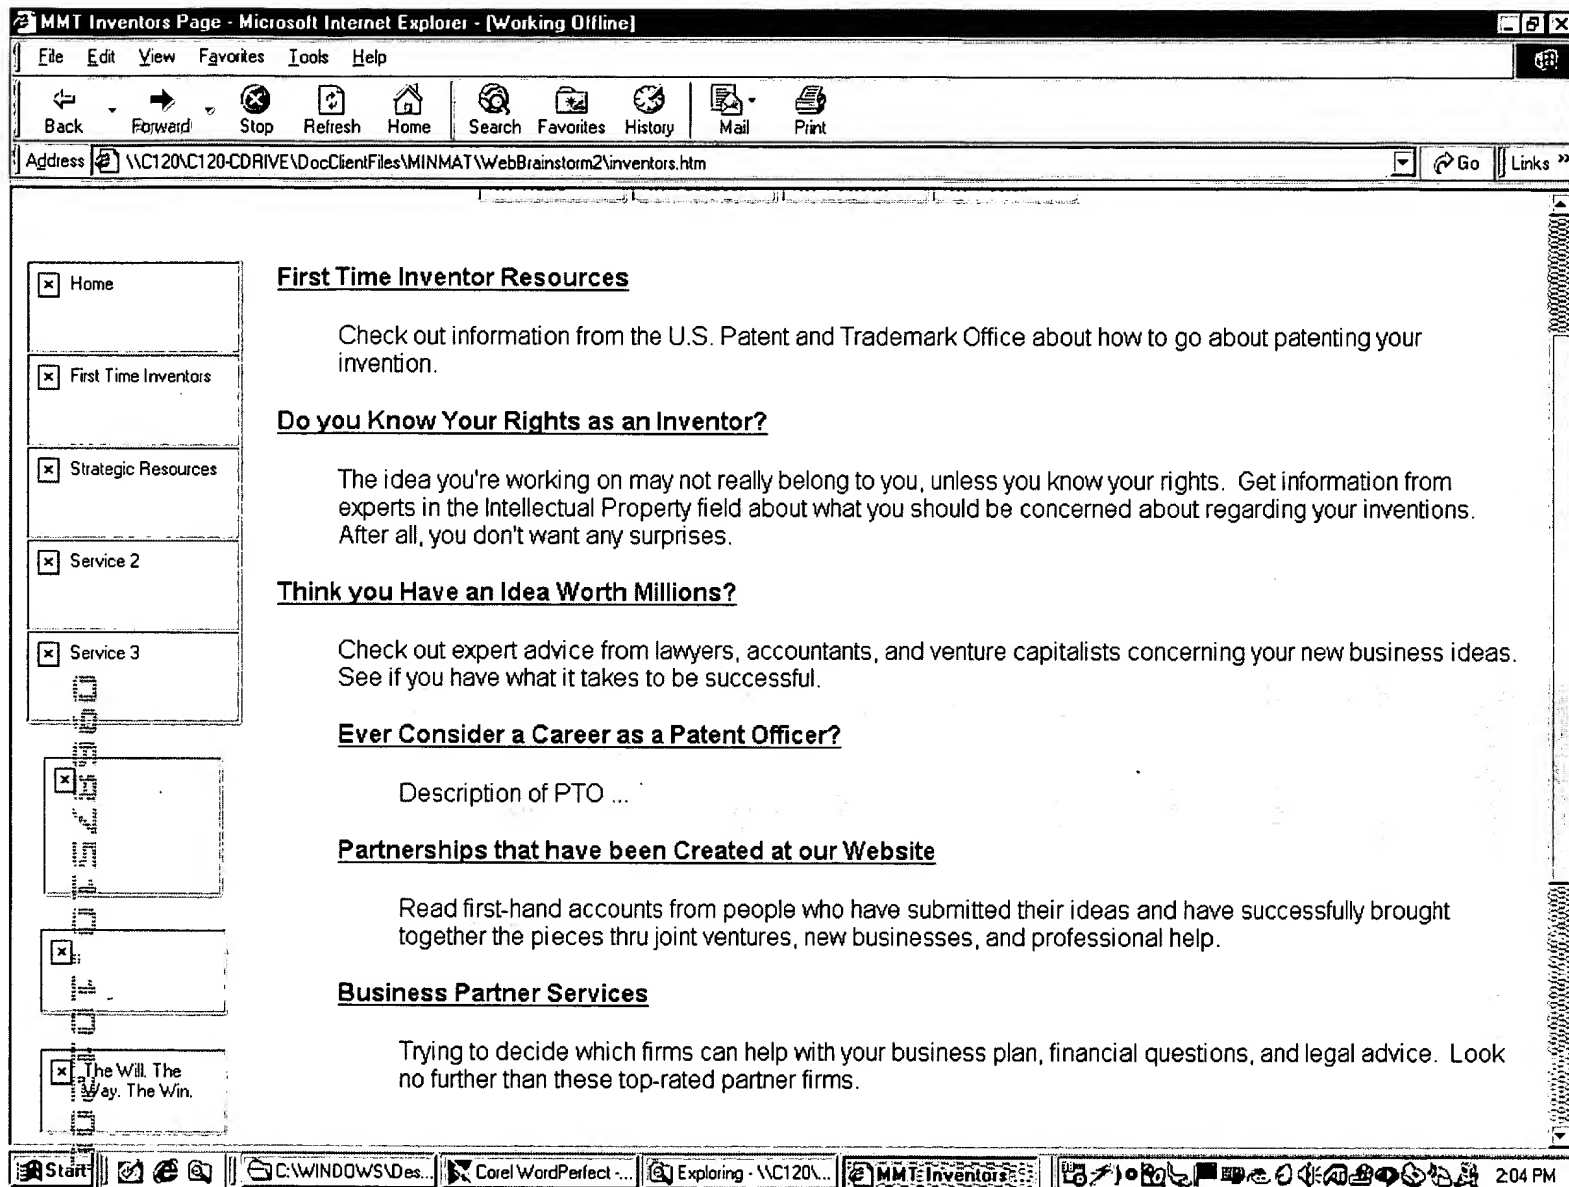 MMT Inventors Page - Microsoft Internet Explorer - [Working Offline]
File Edit View Favorites Tools Help
Back Forward Stop Refresh Home Search Favorites History Mail Print
Address \\C120\C120-CDRIVE\DocClientFiles\MINMAT\WebBrainstorm2\inventors.htm Go Links »
Home
First Time Inventors
Strategic Resources
Service 2
Service 3
The Will. The
Way. The Win.
First Time Inventor Resources
Check out information from the U.S. Patent and Trademark Office about how to go about patenting your
invention.
Do you Know Your Rights as an Inventor?
The idea you're working on may not really belong to you, unless you know your rights. Get information from
experts in the Intellectual Property field about what you should be concerned about regarding your inventions.
After all, you don't want any surprises.
Think you Have an Idea Worth Millions?
Check out expert advice from lawyers, accountants, and venture capitalists concerning your new business ideas.
See if you have what it takes to be successful.
Ever Consider a Career as a Patent Officer?
Description of PTO ...
Partnerships that have been Created at our Website
Read first-hand accounts from people who have submitted their ideas and have successfully brought
together the pieces thru joint ventures, new businesses, and professional help.
Business Partner Services
Trying to decide which firms can help with your business plan, financial questions, and legal advice. Look
no further than these top-rated partner firms.
Start C:\WINDOWS\Des... Corel WordPerfect -... Exploring - \\C120\... MMT Inventors 2:04 PM